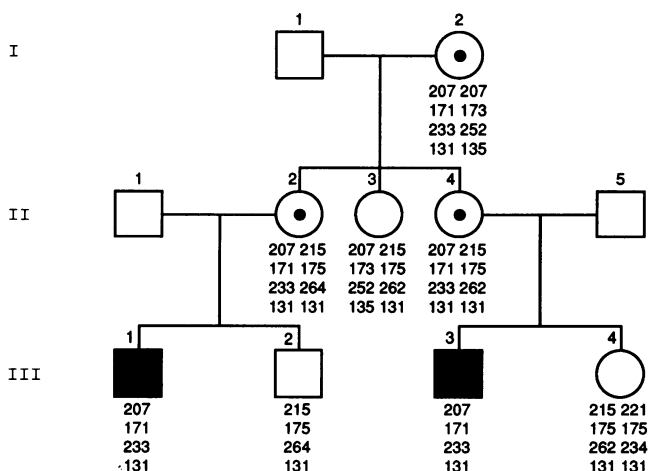 1 2
I
207 207
171 173
233 252
131 135
1 2 3 4 5
II
207 215 207 215 207 215
171 175 173 175 171 175
233 264 252 262 233 262
131 131 135 131 131 131
1 2 3 4
III
207 215 207 215 221
171 175 171 175 175
233 264 233 262 234
131 131 131 131 131